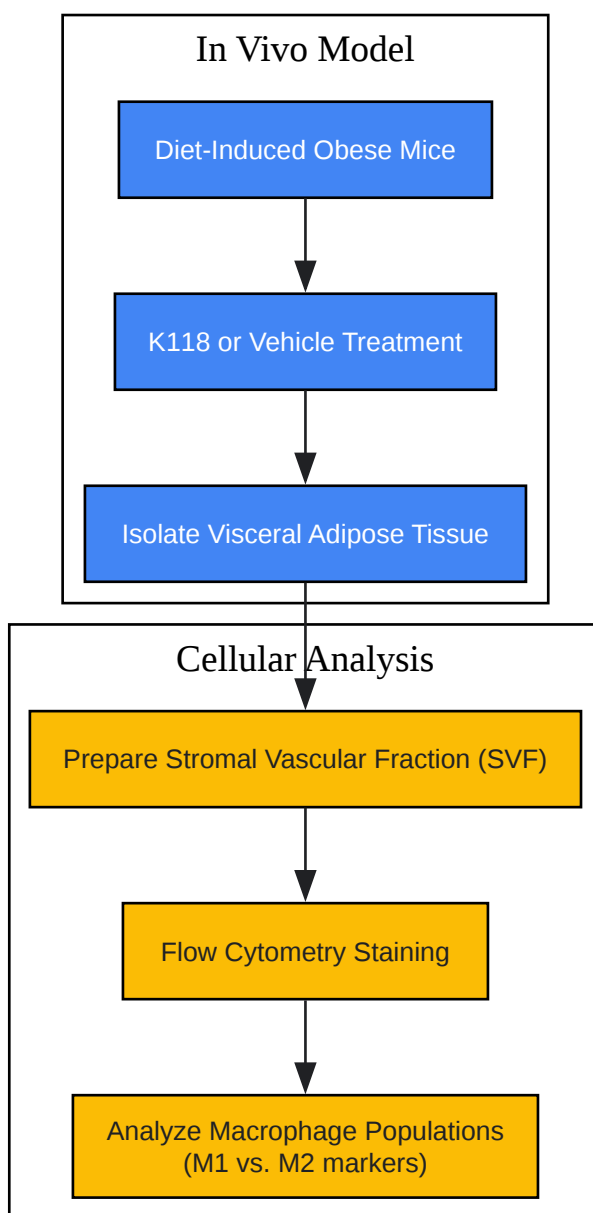 In Vivo Model
Diet-Induced Obese Mice
K118 or Vehicle Treatment
Isolate Visceral Adipose Tissue
Cellular Analysis
Prepare Stromal Vascular Fraction (SVF)
Flow Cytometry Staining
Analyze Macrophage Populations
(M1 vs. M2 markers)